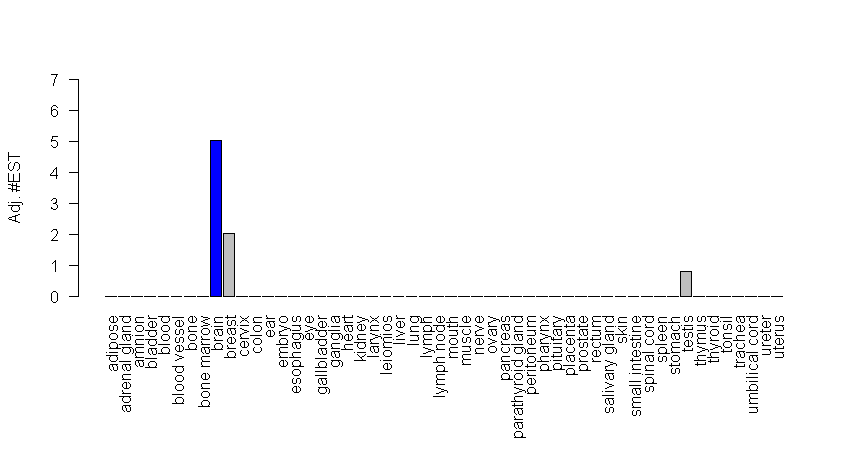 7
6
5
4
3
2
1
0
Adj. #EST
adipose
adrenal gland
amnion
bladder
blood
blood vessel
bone
bone marrow
brain
breast
cervix
colon
ear
embryo
esophagus
eye
gallbladder
ganglia
heart
kidney
larynx
leiomios
liver
lung
lymph
lymph node
mouth
muscle
nerve
ovary
pancreas
parathyroid gland
peritoneum
pharynx
pituitary
placenta
prostate
rectum
salivary gland
skin
small intestine
spinal cord
spleen
stomach
testis
thymus
thyroid
tonsil
trachea
umbilical cord
ureter
uterus